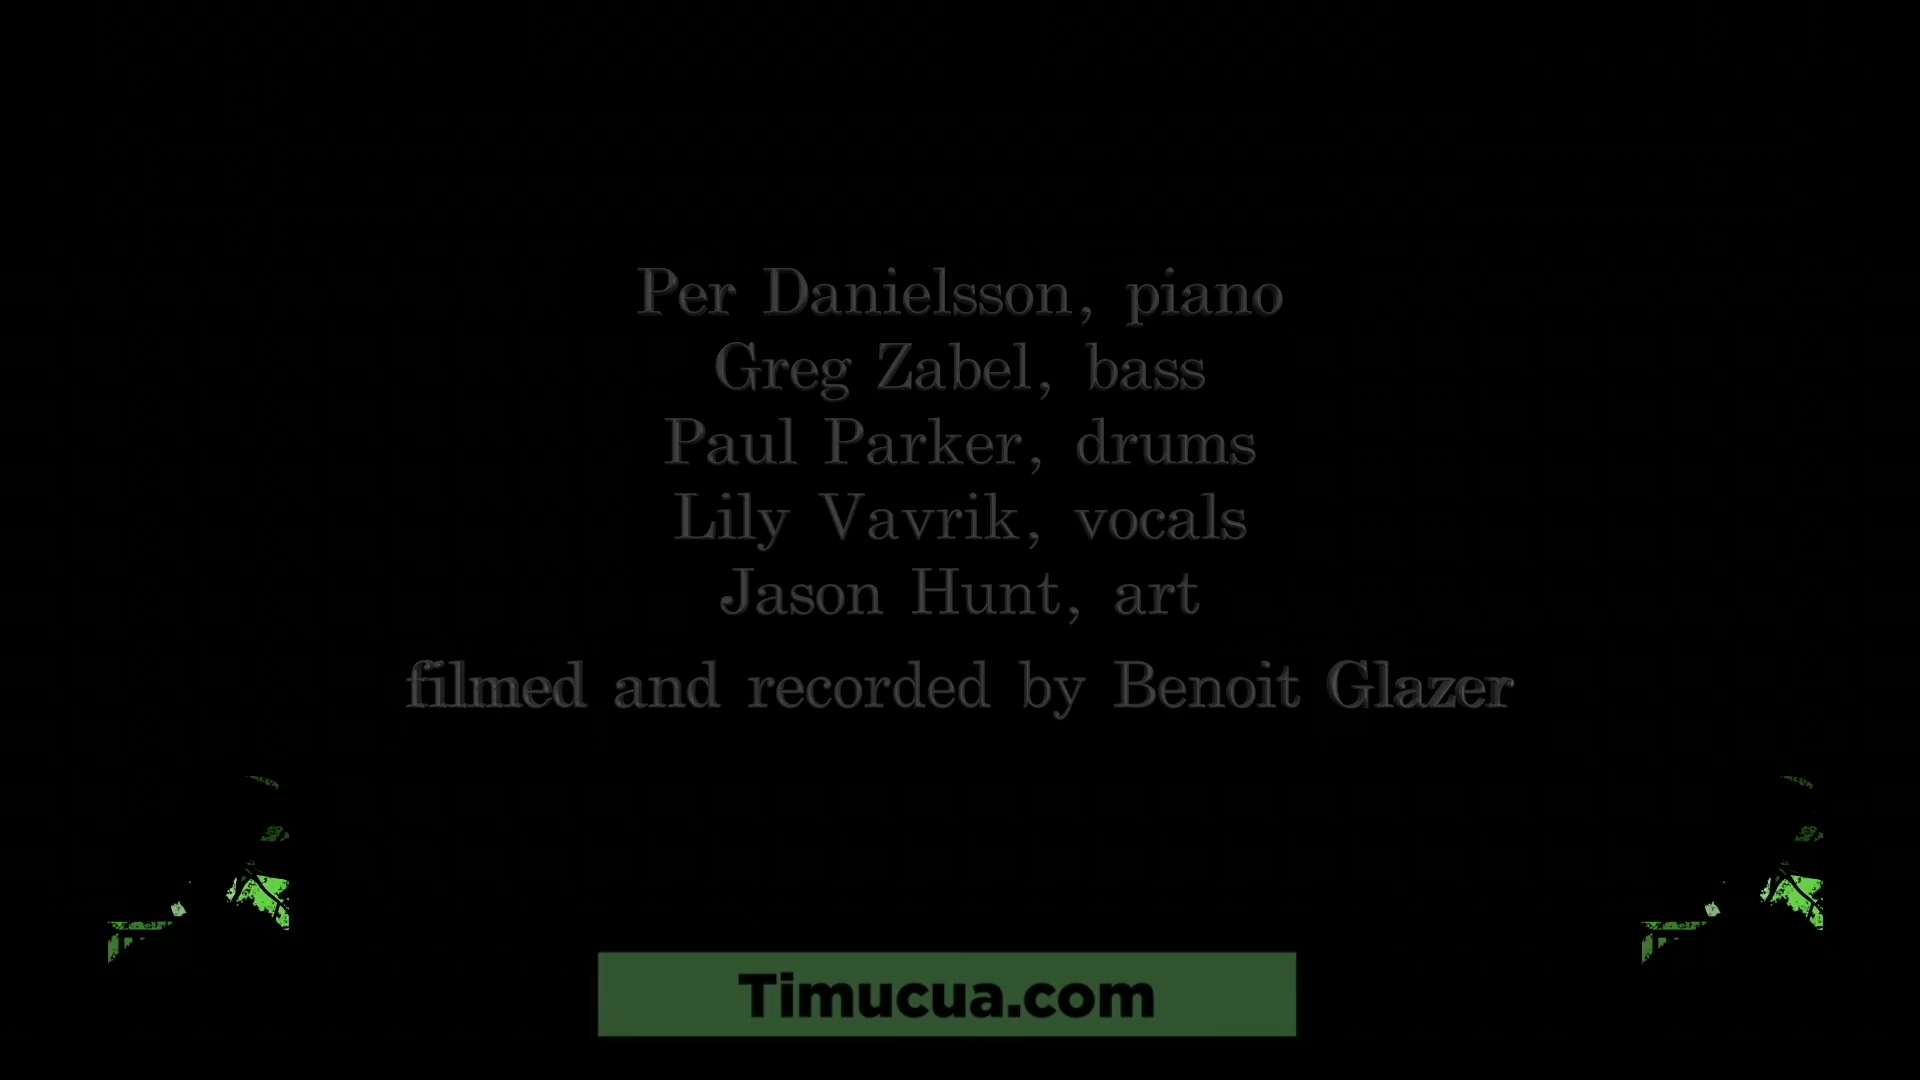 Per Danielsson, piano
Greg Zabel, bass
Paul Parker, drums
Lily Vavrik, vocals
Jason Hunt, art
filmed and recorded by Benoit Glazer
Timucua.com